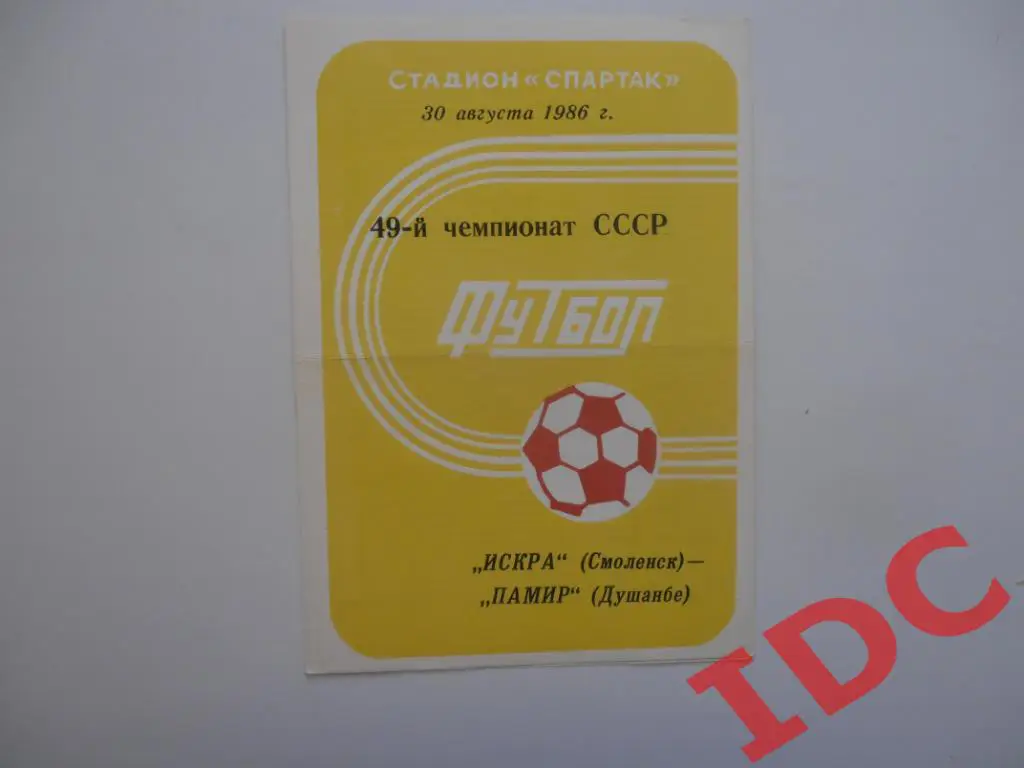 СТАДИОН «СПАРТАК»
30 августа 1986 г.
49-й чемпионат СССР
ФУТБОЛ
„ИСКРА“ (Смоленск)—
„ПАМИР“ (Душанбе)
IDC